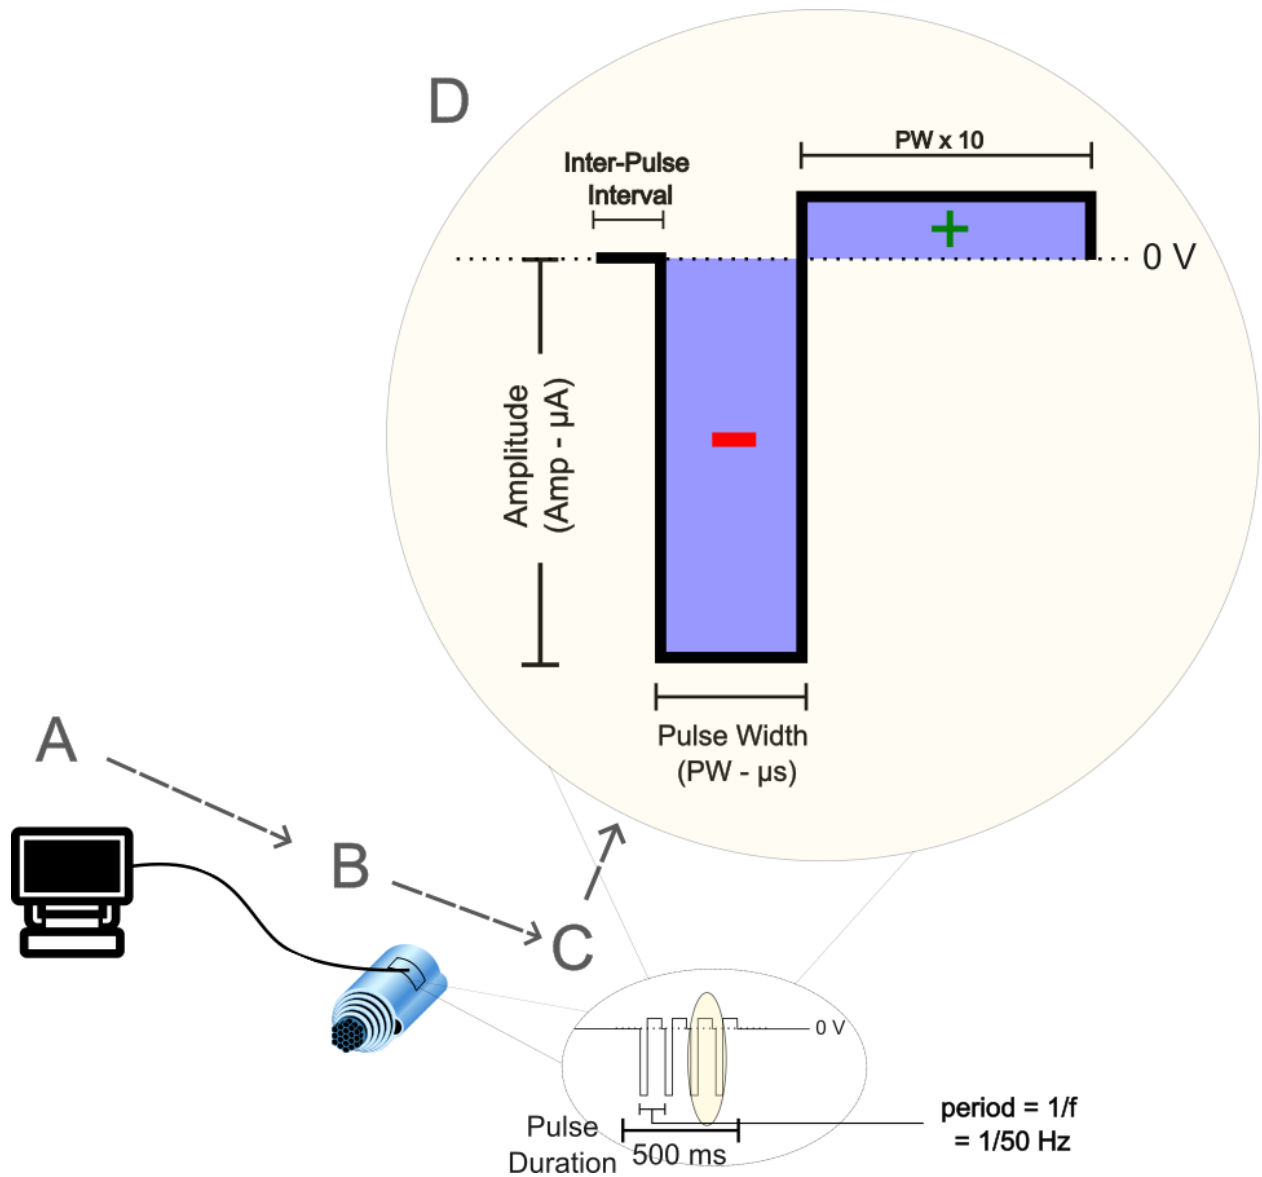 D
PW x 10
Inter-Pulse
Interval
+
0 V
Amplitude
(Amp - µA)
-
Pulse Width
(PW - µs)
A
B
C
0 V
period = 1/f
= 1/50 Hz
Pulse
Duration
500 ms